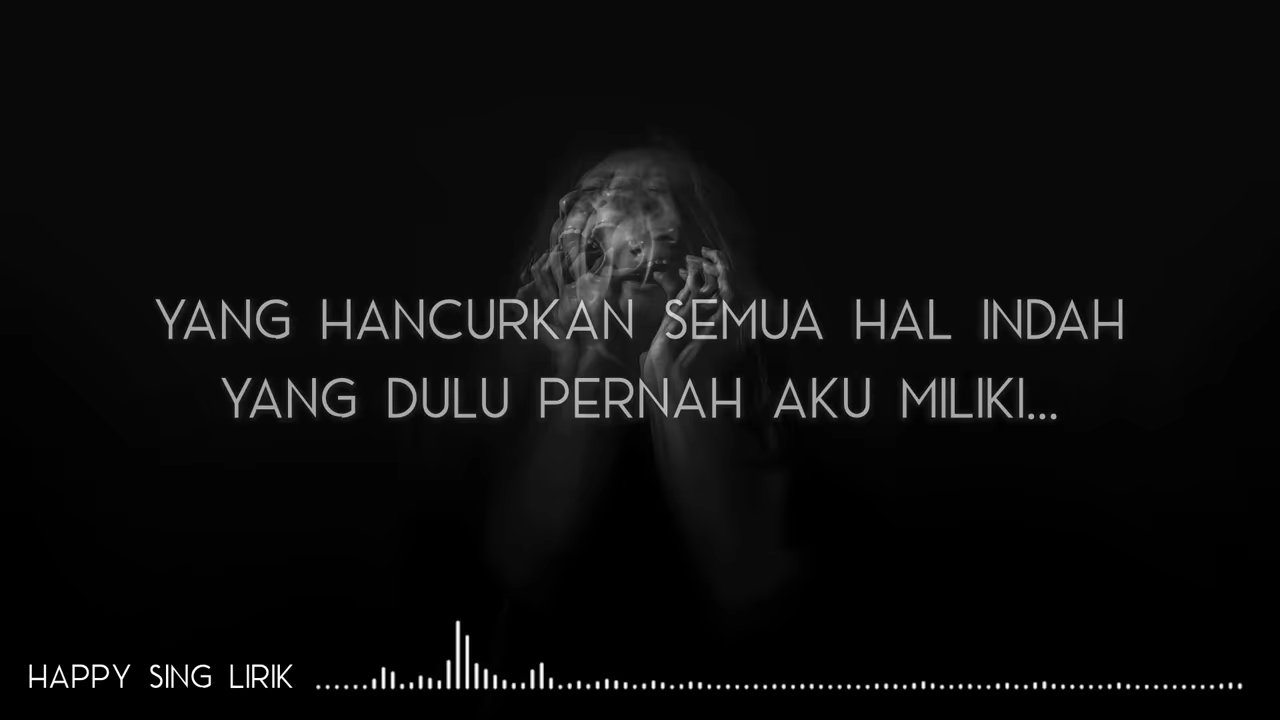 YANG HANCURKAN SEMUA HAL INDAH
YANG DULU PERNAH AKU MILIKI...
HAPPY SING LIRIK